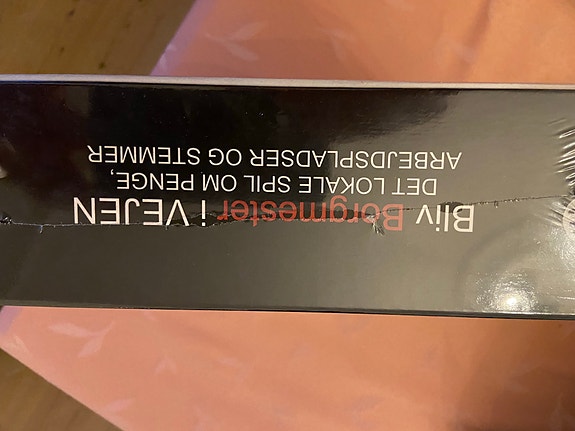 Bliv Borgmester i VEJEN
DET LOKALE SPIL OM PENGE,
ARBEJDSPLADSER OG STEMMER